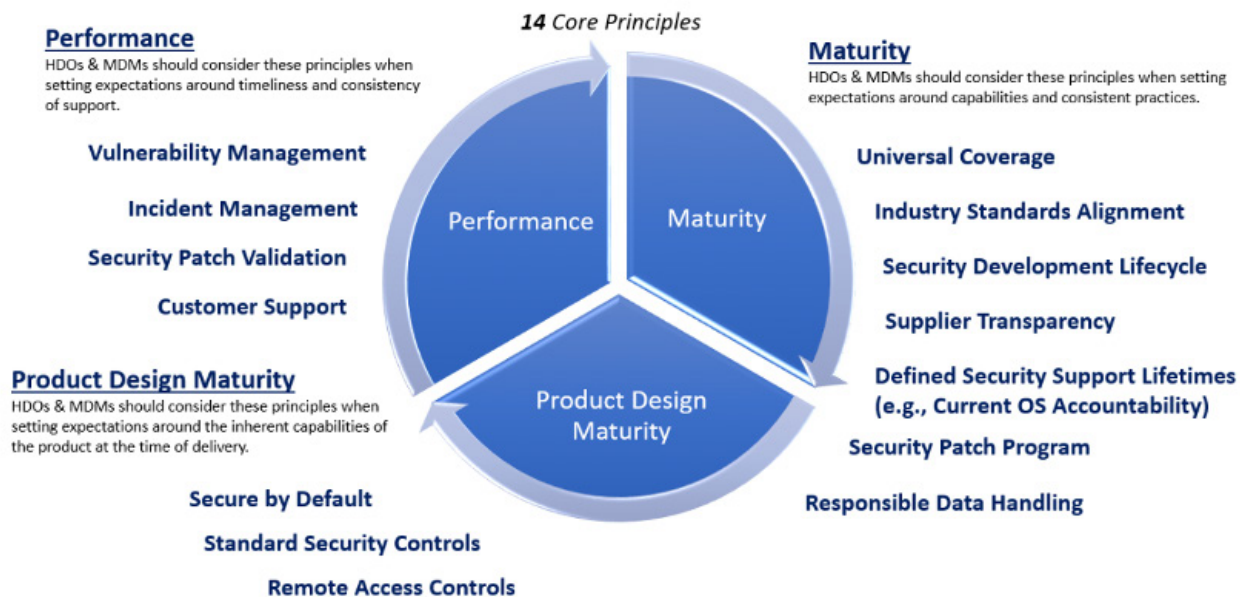 14 Core Principles
Performance
HDOs & MDMs should consider these principles when
setting expectations around timeliness and consistency
of support.
Vulnerability Management
Incident Management
Security Patch Validation
Customer Support
Product Design Maturity
HDOs & MDMs should consider these principles when
setting expectations around the inherent capabilities of
the product at the time of delivery.
Secure by Default
Standard Security Controls
Remote Access Controls
Performance
Maturity
Product Design
Maturity
Maturity
HDOs & MDMs should consider these principles when setting
expectations around capabilities and consistent practices.
Universal Coverage
Industry Standards Alignment
Security Development Lifecycle
Supplier Transparency
Defined Security Support Lifetimes
(e.g., Current OS Accountability)
Security Patch Program
Responsible Data Handling